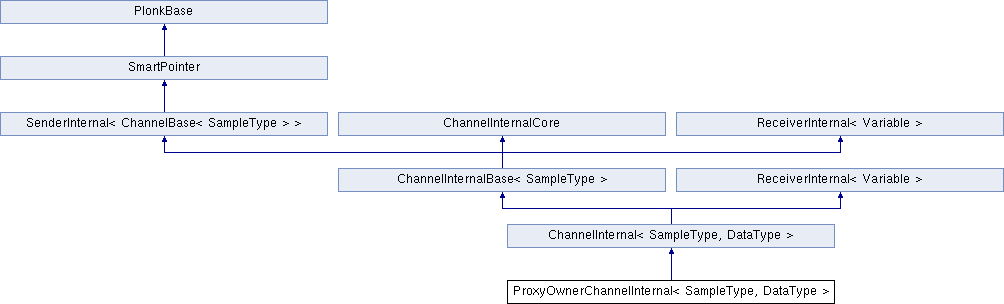 PlonkBase
SmartPointer
SenderInternal< ChannelBase< SampleType > >
ChannelInternalCore
ReceiverInternal< Variable >
ChannelInternalBase< SampleType >
ReceiverInternal< Variable >
ChannelInternal< SampleType, DataType >
ProxyOwnerChannelInternal< SampleType, DataType >